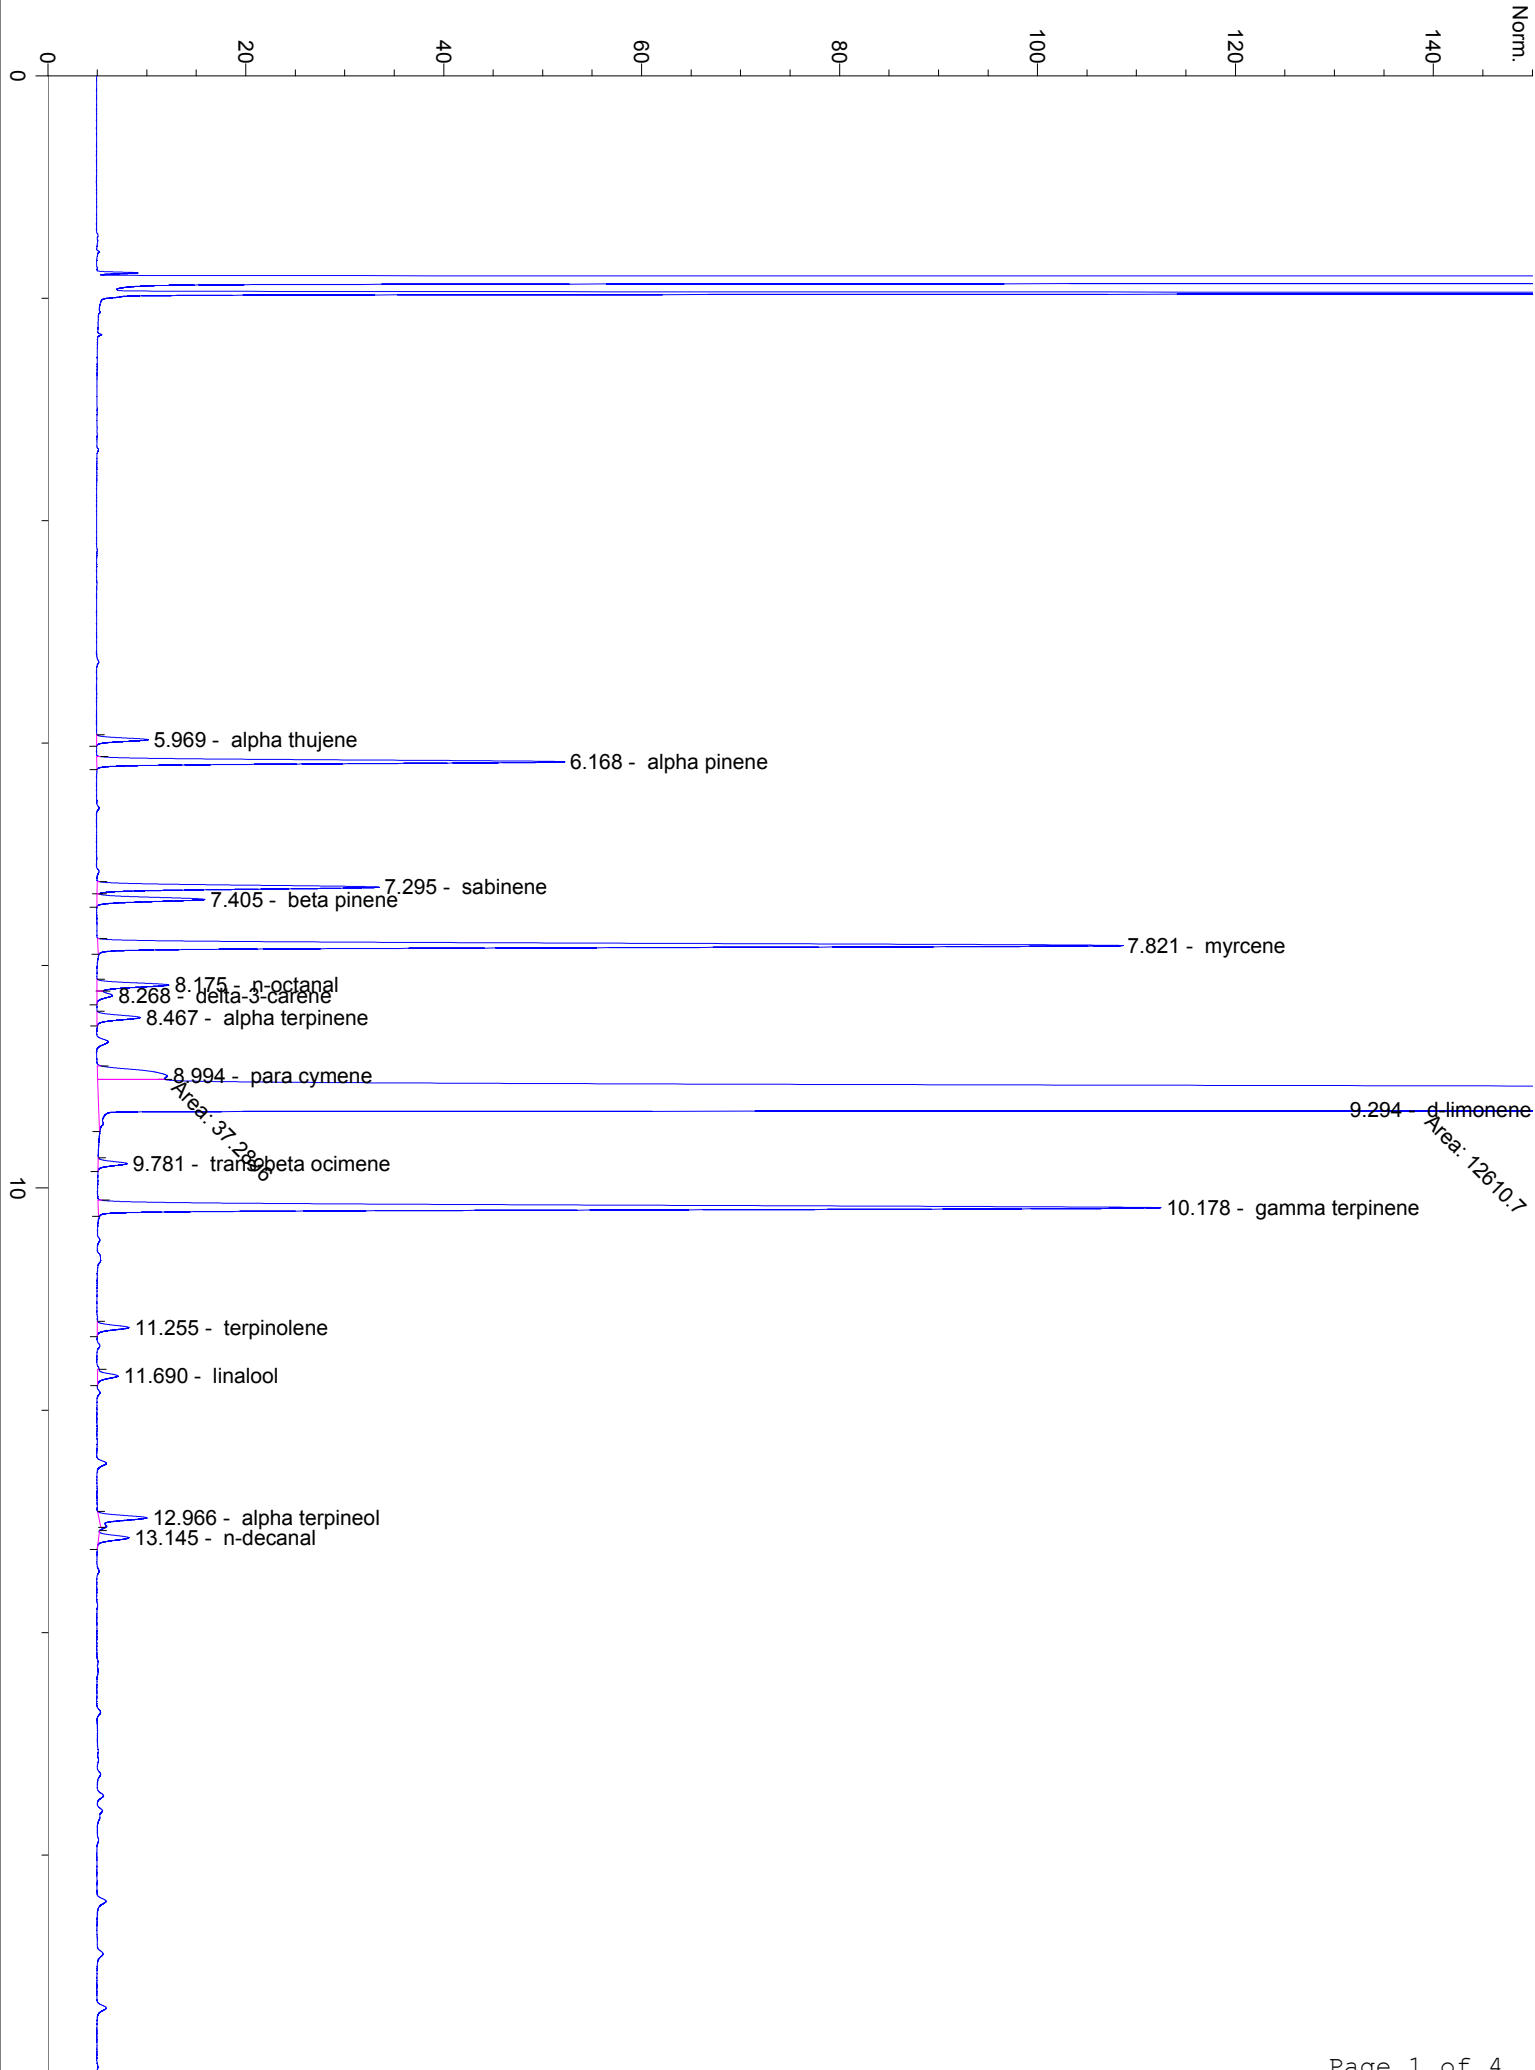 Norm.
0
20
40
60
80
100
120
140
0
5.969 - alpha thujene
6.168 - alpha pinene
7.295 - sabinene
7.405 - beta pinene
7.821 - myrcene
8.175 - n-octanal
8.268 - delta-3-carene
8.467 - alpha terpinene
8.994 - para cymene
Area: 37.2896
9.294 - d-limonene
Area: 12610.7
9.781 - trans beta ocimene
10
10.178 - gamma terpinene
11.255 - terpinolene
11.690 - linalool
12.966 - alpha terpineol
13.145 - n-decanal
Page 1 of 4